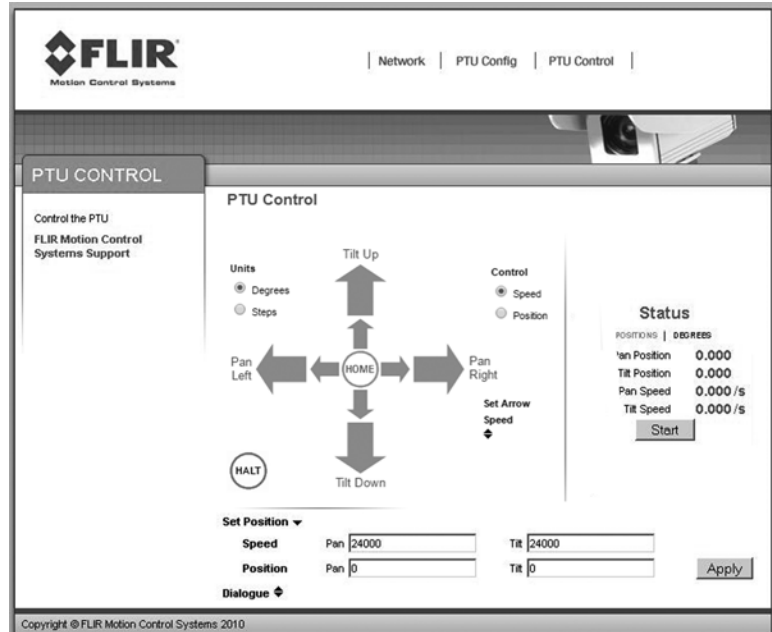 FLIR
Motion Control Systems
| Network | PTU Config | PTU Control |
PTU CONTROL
Control the PTU
FLIR Motion Control
Systems Support
PTU Control
Units
Degrees
Steps
Tilt Up
Control
Speed
Position
Pan
Left
HOME
Pan
Right
Set Arrow
Speed
HALT
Tilt Down
Status
POSITIONS | DEGREES
Pan Position 0.000
Tilt Position 0.000
Pan Speed 0.000 /s
Tilt Speed 0.000 /s
Start
Set Position
Speed Pan 24000 Tilt 24000
Position Pan 0 Tilt 0
Apply
Dialogue
Copyright © FLIR Motion Control Systems 2010